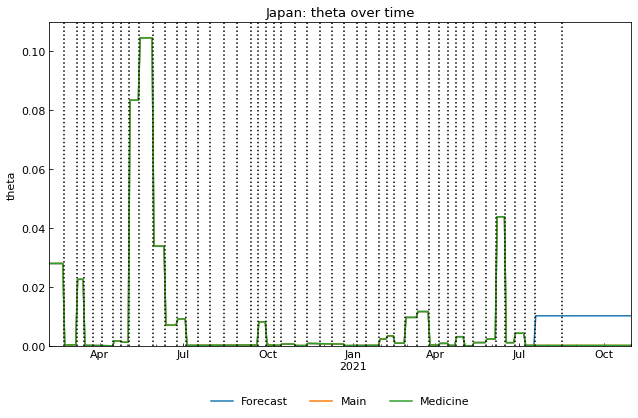 Japan: theta over time
theta
0.10
0.08
0.06
0.04
0.02
0.00
Apr Jul Oct Jan Apr Jul Oct
2021
Forecast Main Medicine